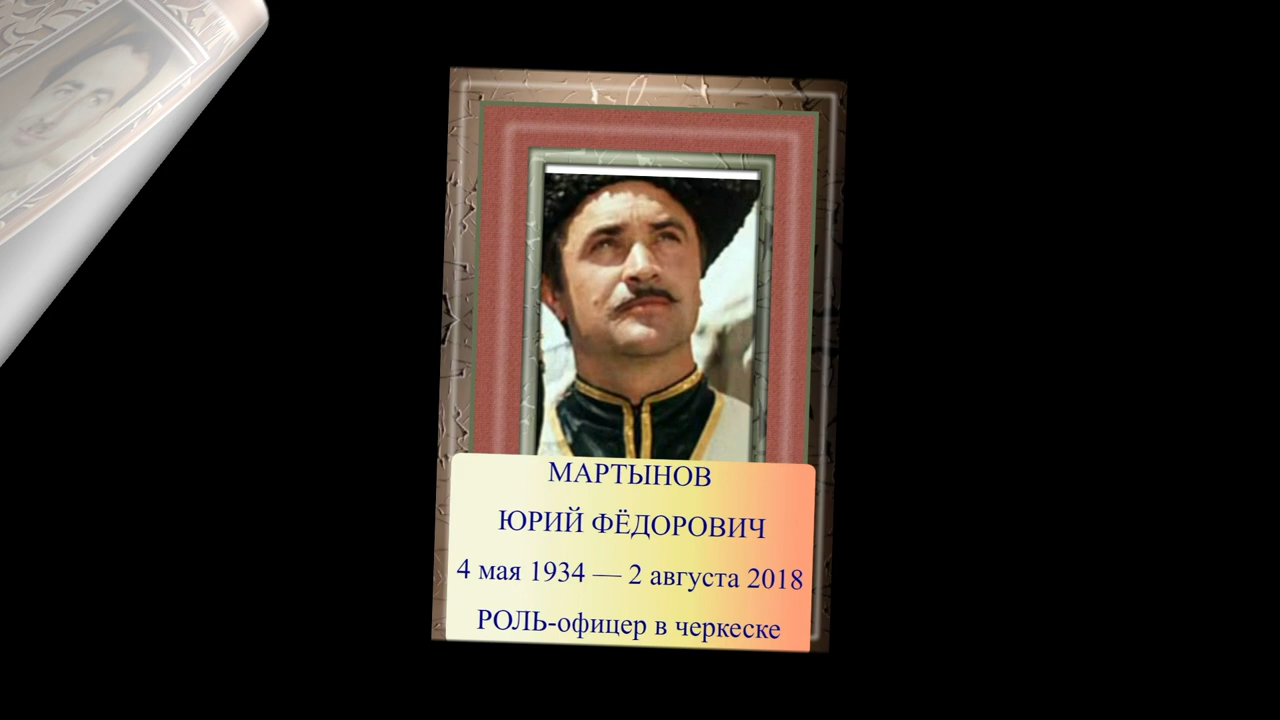 МАРТЫНОВ
ЮРИЙ ФЁДОРОВИЧ
4 мая 1934 — 2 августа 2018
РОЛЬ-офицер в черкеске